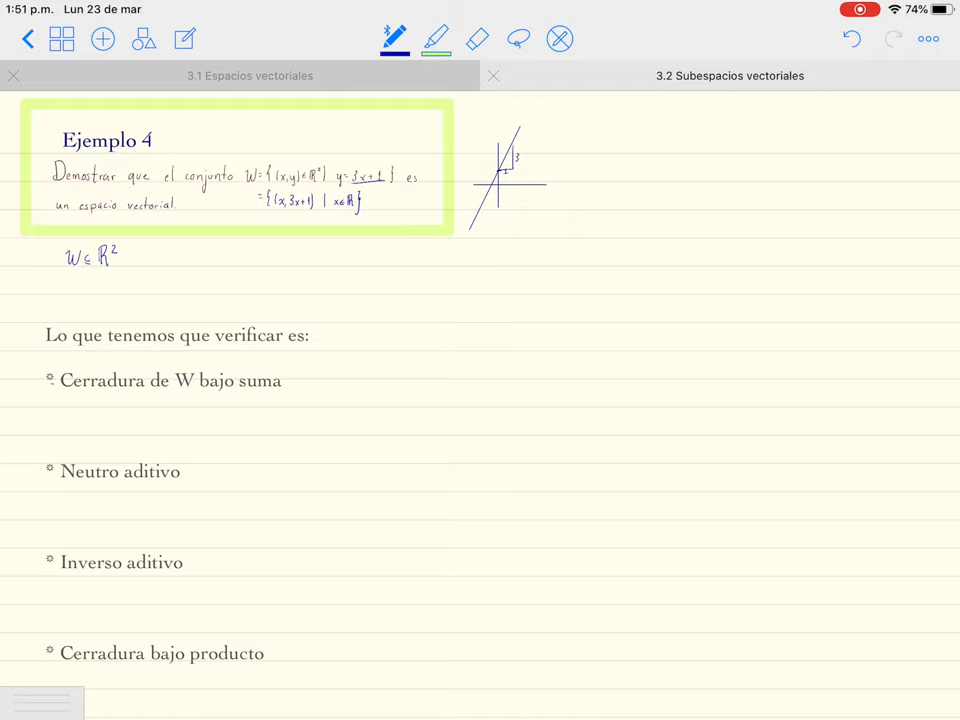 1:51 p.m. Lun 23 de mar
74%
3.1 Espacios vectoriales
3.2 Subespacios vectoriales
Ejemplo 4
Demostrar que el conjunto W={(x,y)∈ℝ²) y=3x+1} es
={(x,3x+1) | x∈ℝ}
un espacio vectorial.
3
1
W⊆ℝ²
Lo que tenemos que verificar es:
* Cerradura de W bajo suma
* Neutro aditivo
* Inverso aditivo
* Cerradura bajo producto